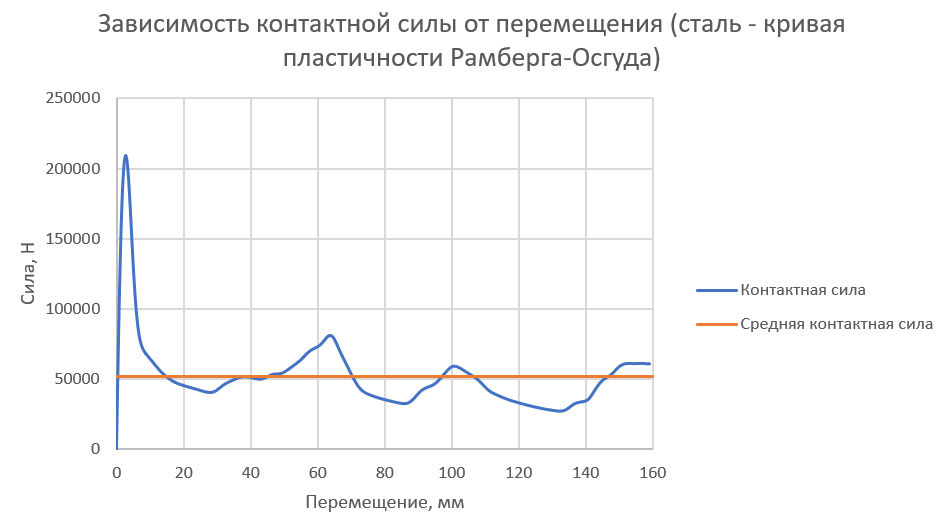 Зависимость контактной силы от перемещения (сталь - кривая
пластичности Рамберга-Осгуда)
250000
200000
150000
100000
50000
0
Сила, Н
0 20 40 60 80 100 120 140 160
Перемещение, мм
Контактная сила
Средняя контактная сила